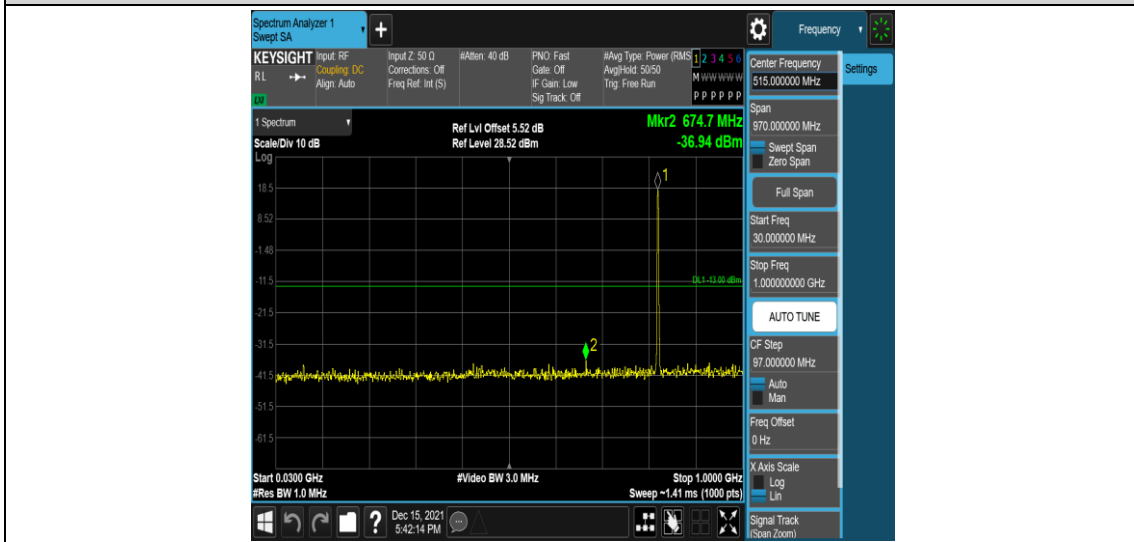 Spectrum Analyzer 1
Swept SA
+
Frequency
KEYSIGHT
RL
LXI
Input: RF
Coupling: DC
Align: Auto
Input Z: 50 Ω
Corrections: Off
Freq Ref: Int (S)
#Atten: 40 dB
PNO: Fast
Gate: Off
IF Gain: Low
Sig Track: Off
#Avg Type: Power (RMS
Avg|Hold: 50/50
Trig: Free Run
1 2 3 4 5 6
M W W W W W
P P P P P P
1 Spectrum
Scale/Div 10 dB
Log
Ref Lvl Offset 5.52 dB
Ref Level 28.52 dBm
Mkr2 674.7 MHz
-36.94 dBm
1
18.5
8.52
-1.48
-11.5
DL1 -13.00 dBm
-21.5
-31.5
2
-41.5
-51.5
-61.5
Start 0.0300 GHz
#Res BW 1.0 MHz
#Video BW 3.0 MHz
Stop 1.0000 GHz
Sweep ~1.41 ms (1000 pts)
?
Dec 15, 2021
5:42:14 PM
Center Frequency
515.000000 MHz
Settings
Span
970.000000 MHz
Swept Span
Zero Span
Full Span
Start Freq
30.000000 MHz
Stop Freq
1.000000000 GHz
AUTO TUNE
CF Step
97.000000 MHz
Auto
Man
Freq Offset
0 Hz
X Axis Scale
Log
Lin
Signal Track
(Span Zoom)